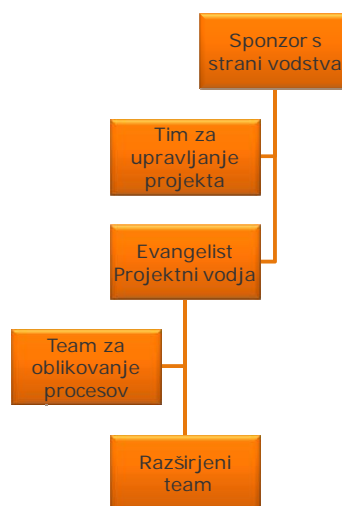 Sponzor s
strani vodstva
Tim za
upravljanje
projekta
Evangelist
Projektni vodja
Team za
oblikovanje
procesov
Razširjeni
team